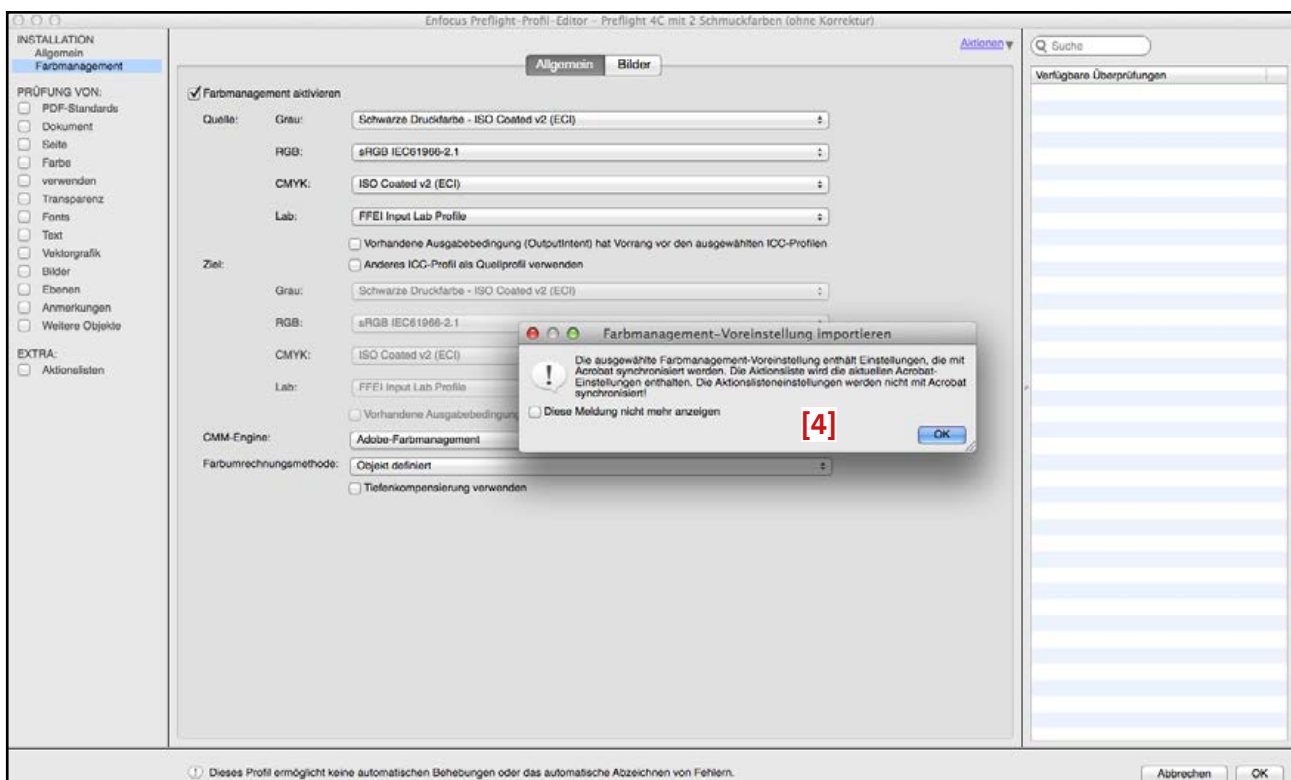 Enfocus Preflight-Profil-Editor – Preflight 4C mit 2 Schmuckfarben (ohne Korrektur)
INSTALLATION
Allgemein
Farbmanagement
PRÜFUNG VON:
PDF-Standards
Dokument
Seite
Farbe
verwenden
Transparenz
Fonts
Text
Vektorgrafik
Bilder
Ebenen
Anmerkungen
Weitere Objekte
EXTRA:
Aktionslisten
Aktionen
Allgemein Bilder
Farbmanagement aktivieren
Quelle: Grau: Schwarze Druckfarbe - ISO Coated v2 (ECI)
RGB: sRGB IEC61966-2.1
CMYK: ISO Coated v2 (ECI)
Lab: FFEI Input Lab Profile
Vorhandene Ausgabebedingung (OutputIntent) hat Vorrang vor den ausgewählten ICC-Profilen
Ziel: Anderes ICC-Profil als Quellprofil verwenden
Grau: Schwarze Druckfarbe - ISO Coated v2 (ECI)
RGB: sRGB IEC61966-2.1
CMYK: ISO Coated v2 (ECI)
Lab: FFEI Input Lab Profile
Vorhandene Ausgabebedingung
CMM-Engine: Adobe-Farbmanagement
Farbumrechnungsmethode: Objekt definiert
Tiefenkompensierung verwenden
Farbmanagement-Voreinstellung importieren
Die ausgewählte Farbmanagement-Voreinstellung enthält Einstellungen, die mit
Acrobat synchronisiert werden. Die Aktionsliste wird die aktuellen Acrobat-
Einstellungen enthalten. Die Aktionslisteneinstellungen werden nicht mit Acrobat
synchronisiert!
Diese Meldung nicht mehr anzeigen
[4]
OK
Suche
Verfügbare Überprüfungen
Dieses Profil ermöglicht keine automatischen Behebungen oder das automatische Abzeichnen von Fehlern.
Abbrechen OK